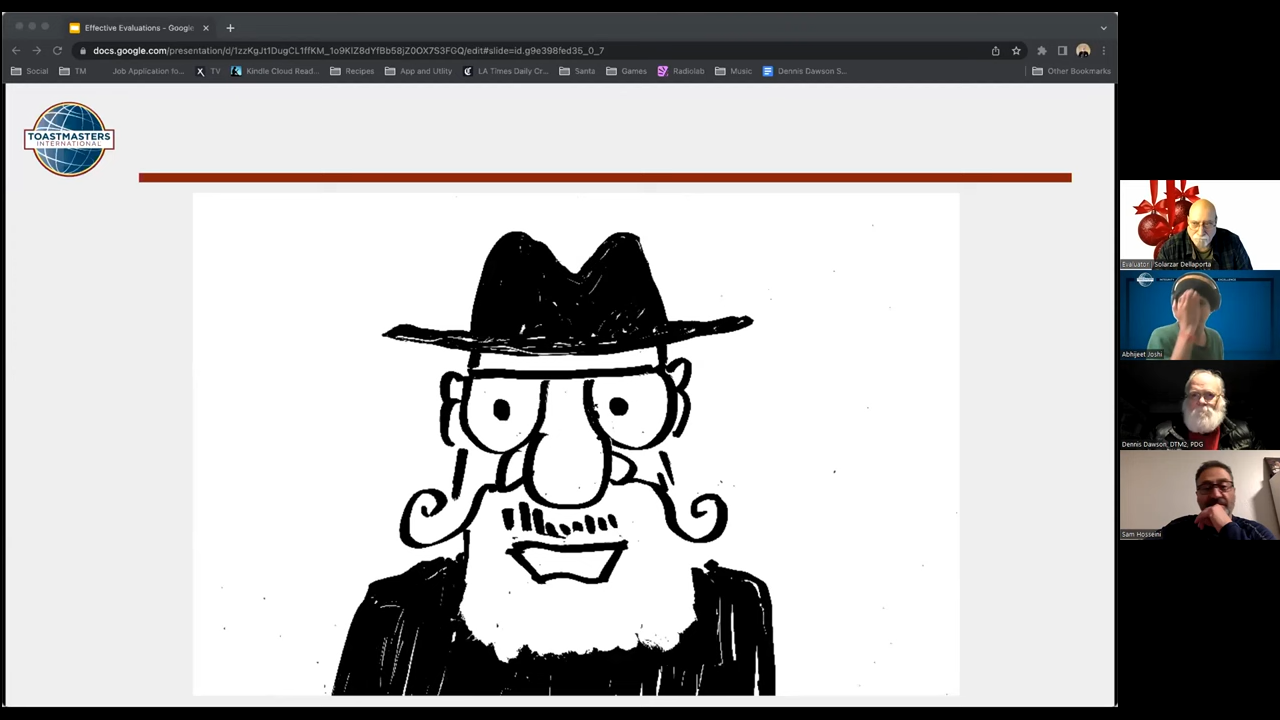 Effective Evaluations - Google
docs.google.com/presentation/d/1zzKgJt1DugCL1ffKM_1o9KlZ8dYfBb58jZ0OX7S3FGQ/edit#slide=id.g9e398fed35_0_7
Social TM Job Application fo... TV Kindle Cloud Read... Recipes App and Utlity LA Times Daily Cr... Santa Games Radiolab Music Dennis Dawson S... Other Bookmarks
TOASTMASTERS
INTERNATIONAL
Evaluator | Solarzar Dellaporta
Abhijeet Joshi
Dennis Dawson, DTM2, PDG
Sam Hosseini